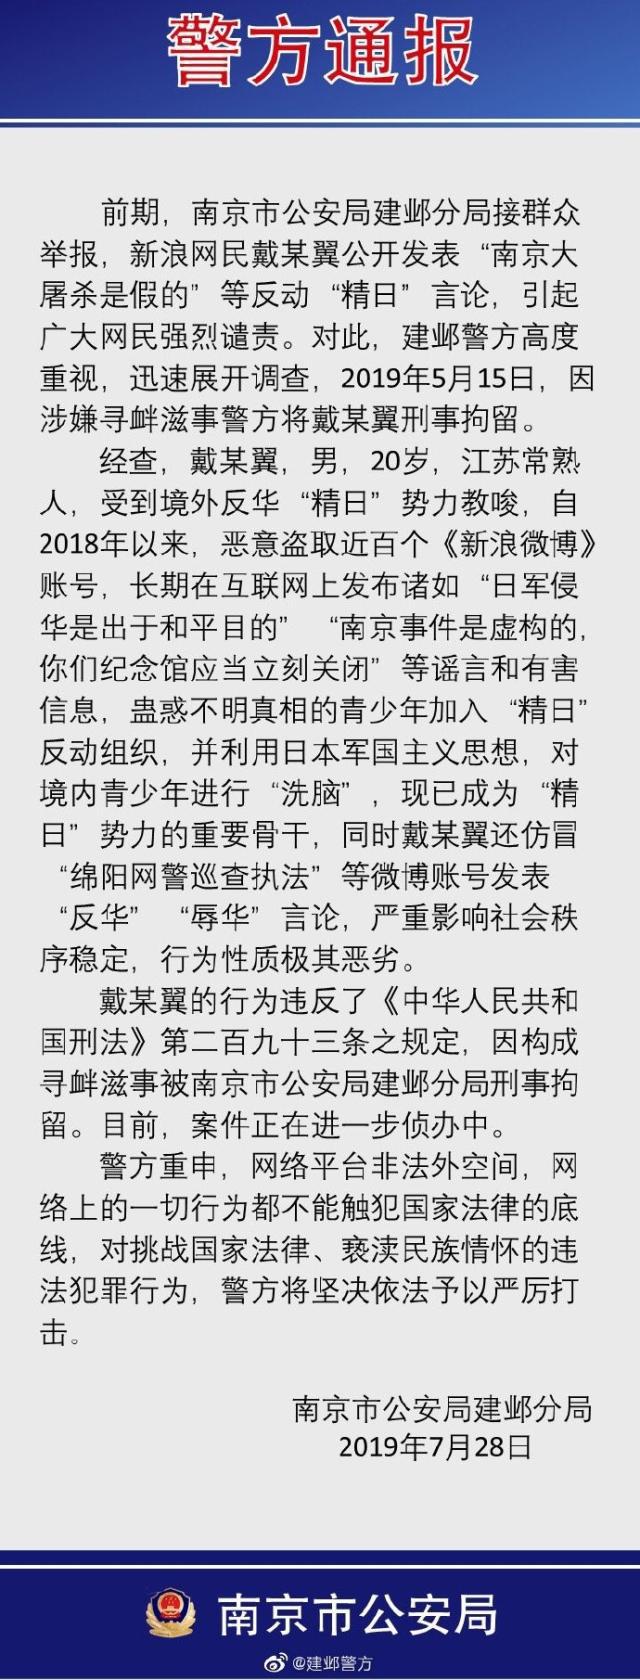 警方通报
前期，南京市公安局建邺分局接群众
举报，新浪网民戴某翼公开发表“南京大
屠杀是假的”等反动“精日”言论，引起
广大网民强烈谴责。对此，建邺警方高度
重视，迅速展开调查，2019年5月15日，因
涉嫌寻衅滋事警方将戴某翼刑事拘留。
经查，戴某翼，男，20岁，江苏常熟
人，受到境外反华“精日”势力教唆，自
2018年以来，恶意盗取近百个《新浪微博》
账号，长期在互联网上发布诸如“日军侵
华是出于和平目的”“南京事件是虚构的，
你们纪念馆应当立刻关闭”等谣言和有害
信息，蛊惑不明真相的青少年加入“精日”
反动组织，并利用日本军国主义思想，对
境内青少年进行“洗脑”，现已成为“精
日”势力的重要骨干，同时戴某翼还仿冒
“绵阳网警巡查执法”等微博账号发表
“反华”“辱华”言论，严重影响社会秩
序稳定，行为性质极其恶劣。
戴某翼的行为违反了《中华人民共和
国刑法》第二百九十三条之规定，因构成
寻衅滋事被南京市公安局建邺分局刑事拘
留。目前，案件正在进一步侦办中。
警方重申，网络平台非法外空间，网
络上的一切行为都不能触犯国家法律的底
线，对挑战国家法律、亵渎民族情怀的违
法犯罪行为，警方将坚决依法予以严厉打
击。
南京市公安局建邺分局
2019年7月28日
南京市公安局
@建邺警方